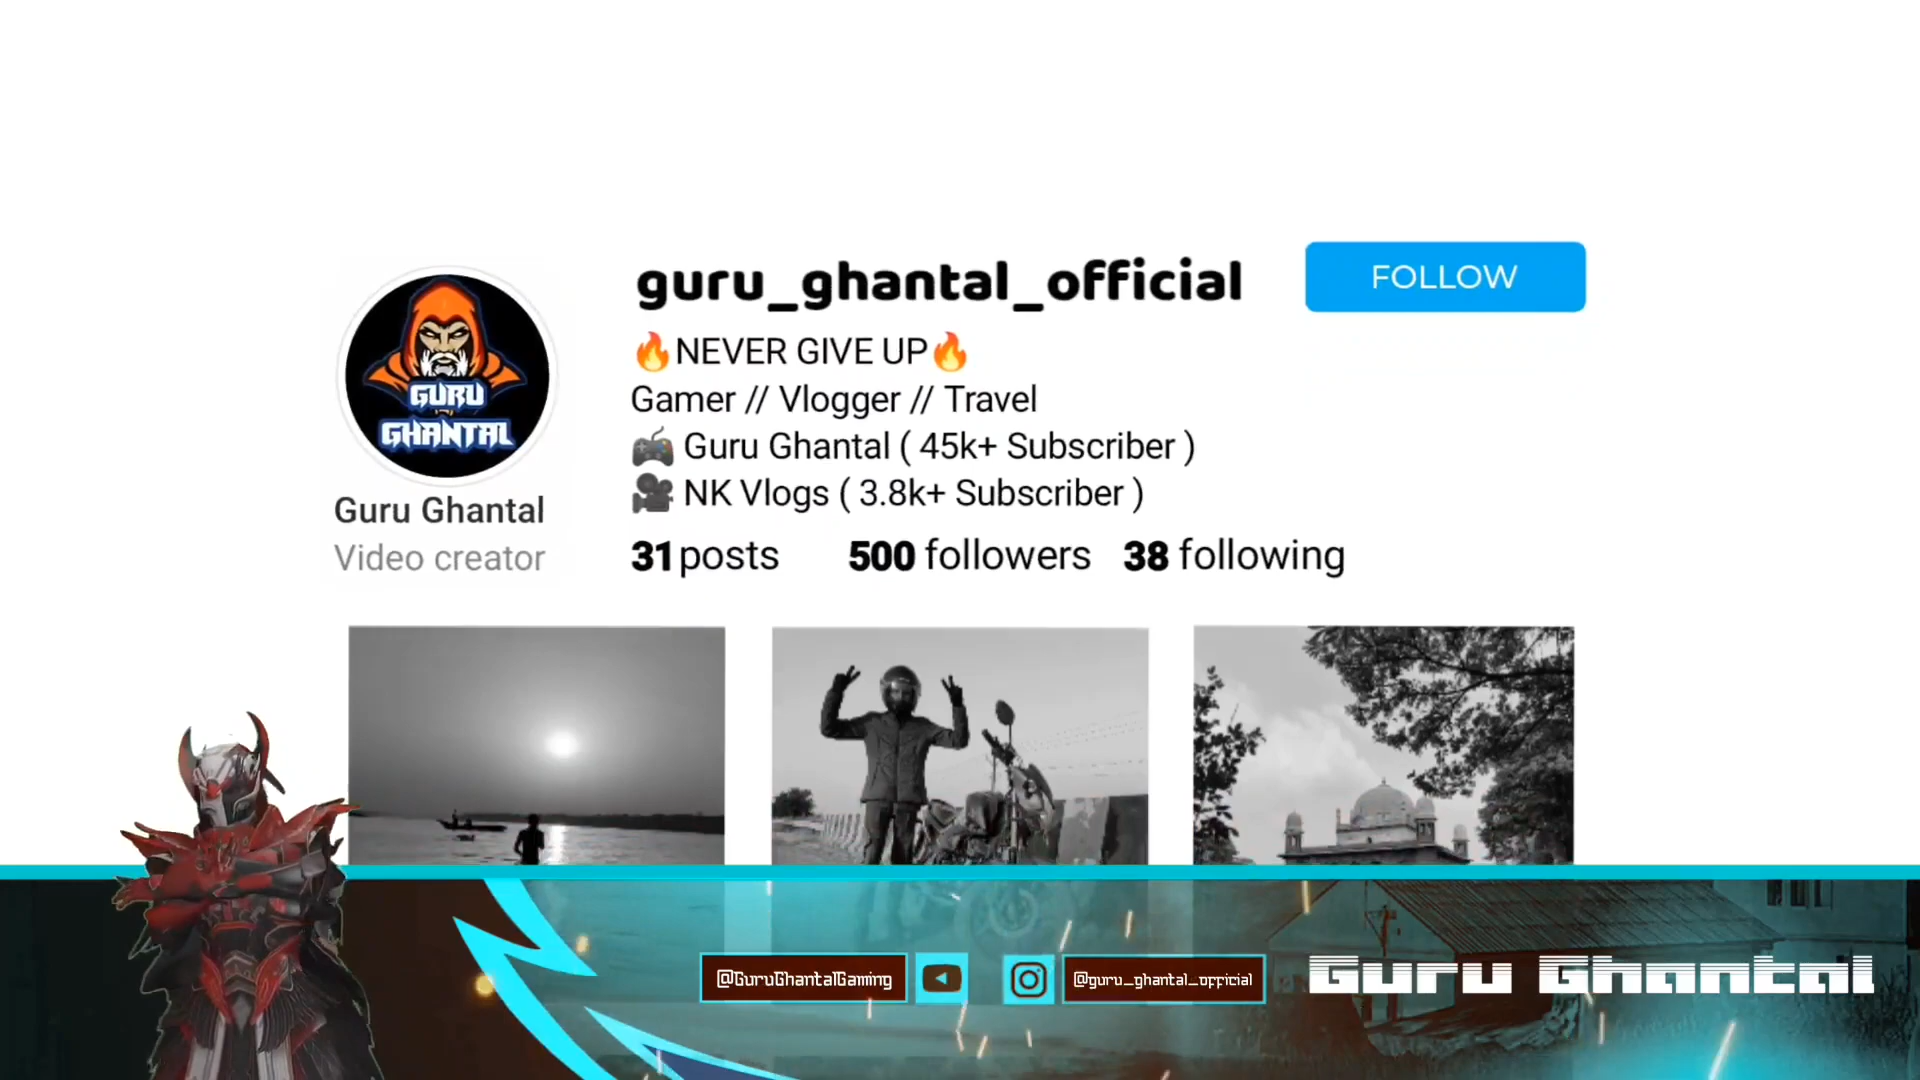 guru_ghantal_official
FOLLOW
🔥NEVER GIVE UP🔥
Gamer // Vlogger // Travel
🎮 Guru Ghantal ( 45k+ Subscriber )
🎥 NK Vlogs ( 3.8k+ Subscriber )
31 posts 500 followers 38 following
GURU
GHANTAL
Guru Ghantal
Video creator
@GuruGhantalGaming
@guru_ghantal_official
Guru Ghantal